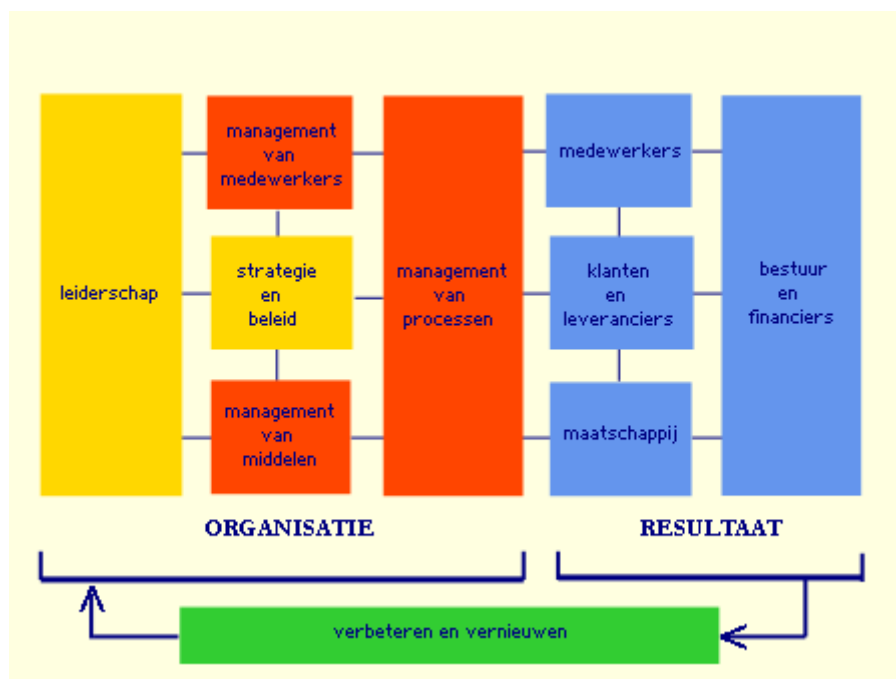 leiderschap
management
van
medewerkers
strategie
en
beleid
management
van
middelen
management
van
processen
medewerkers
klanten
en
leveranciers
maatschappij
bestuur
en
financiers
ORGANISATIE
RESULTAAT
verbeteren en vernieuwen